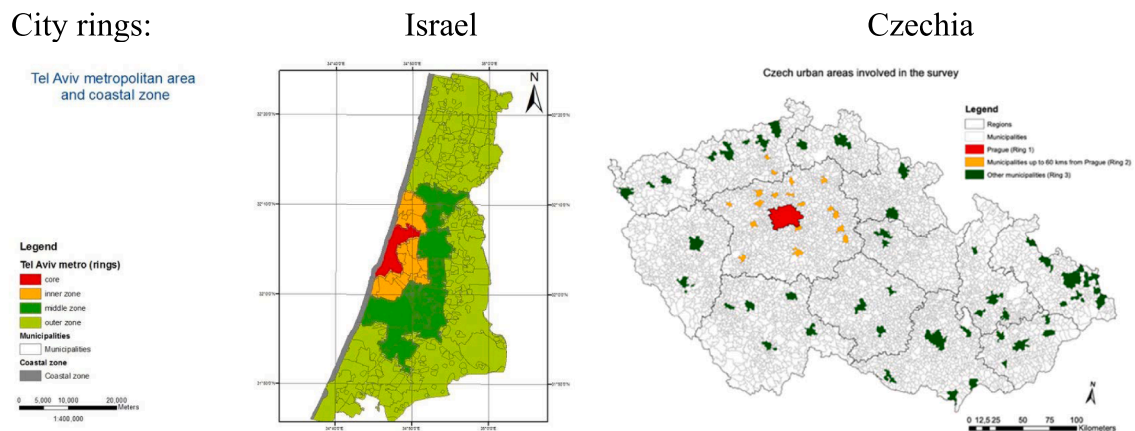 City rings:
Israel
Czechia
Tel Aviv metropolitan area
and coastal zone
Legend
Tel Aviv metro (rings)
core
inner zone
middle zone
outer zone
Municipalities
Municipalities
Coastal zone
Coastal zone
0 5,000 10,000 20,000
Meters
1:400,000
N
Czech urban areas involved in the survey
Legend
Regions
Municipalities
Prague (Ring 1)
Municipalities up to 60 kms from Prague (Ring 2)
Other municipalities (Ring 3)
N
0 12,5 25 50 75 100
Kilometers